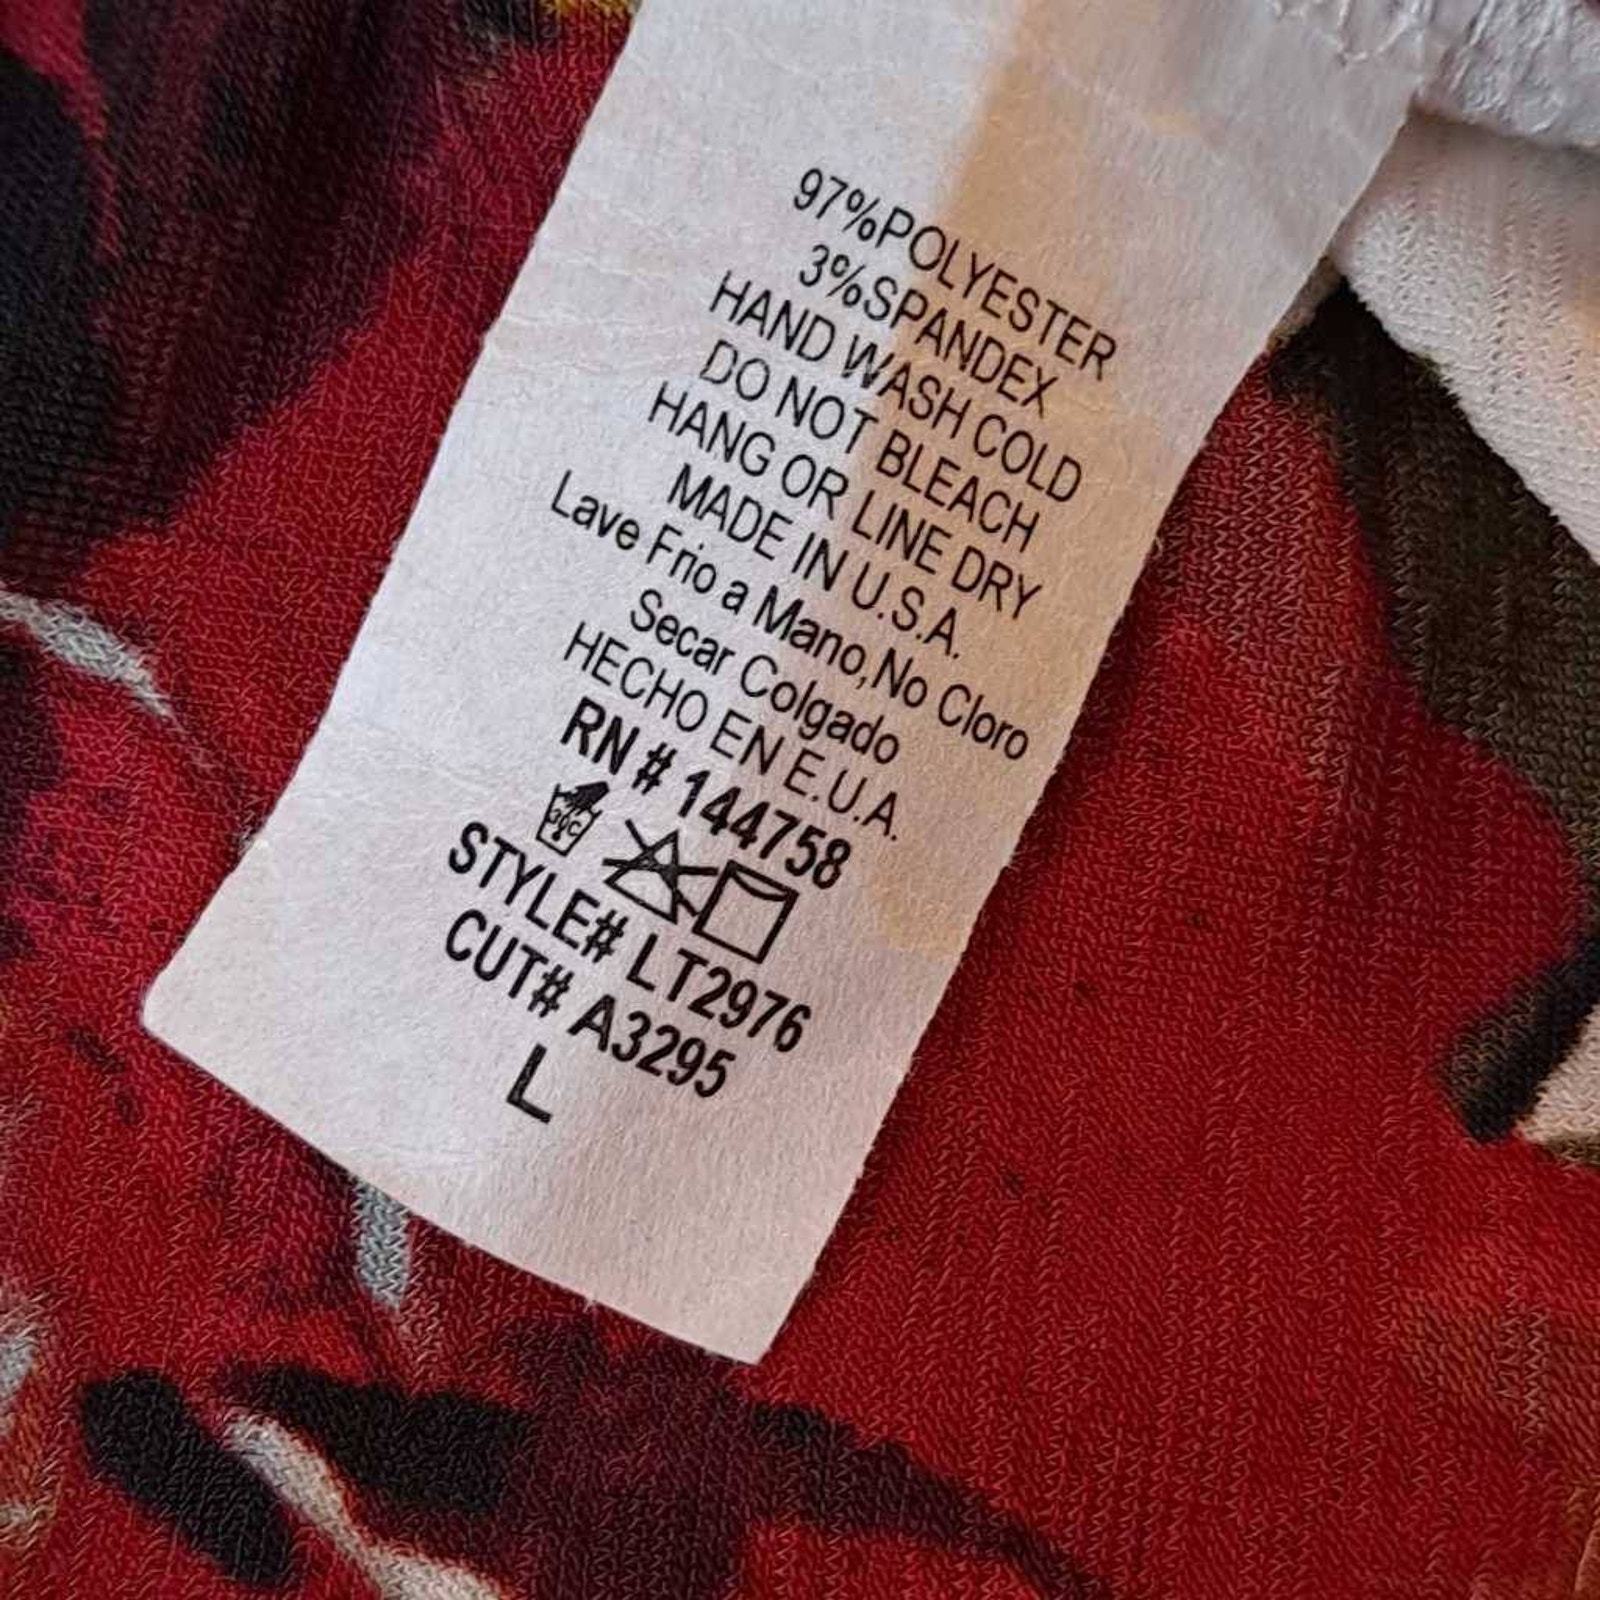 97%POLYESTER
3%SPANDEX
HAND WASH COLD
DO NOT BLEACH
HANG OR LINE DRY
MADE IN U.S.A.
Lave Frio a Mano,No Cloro
Secar Colgado
HECHO EN E.U.A.
RN # 144758
STYLE# LT2976
CUT# A3295
L